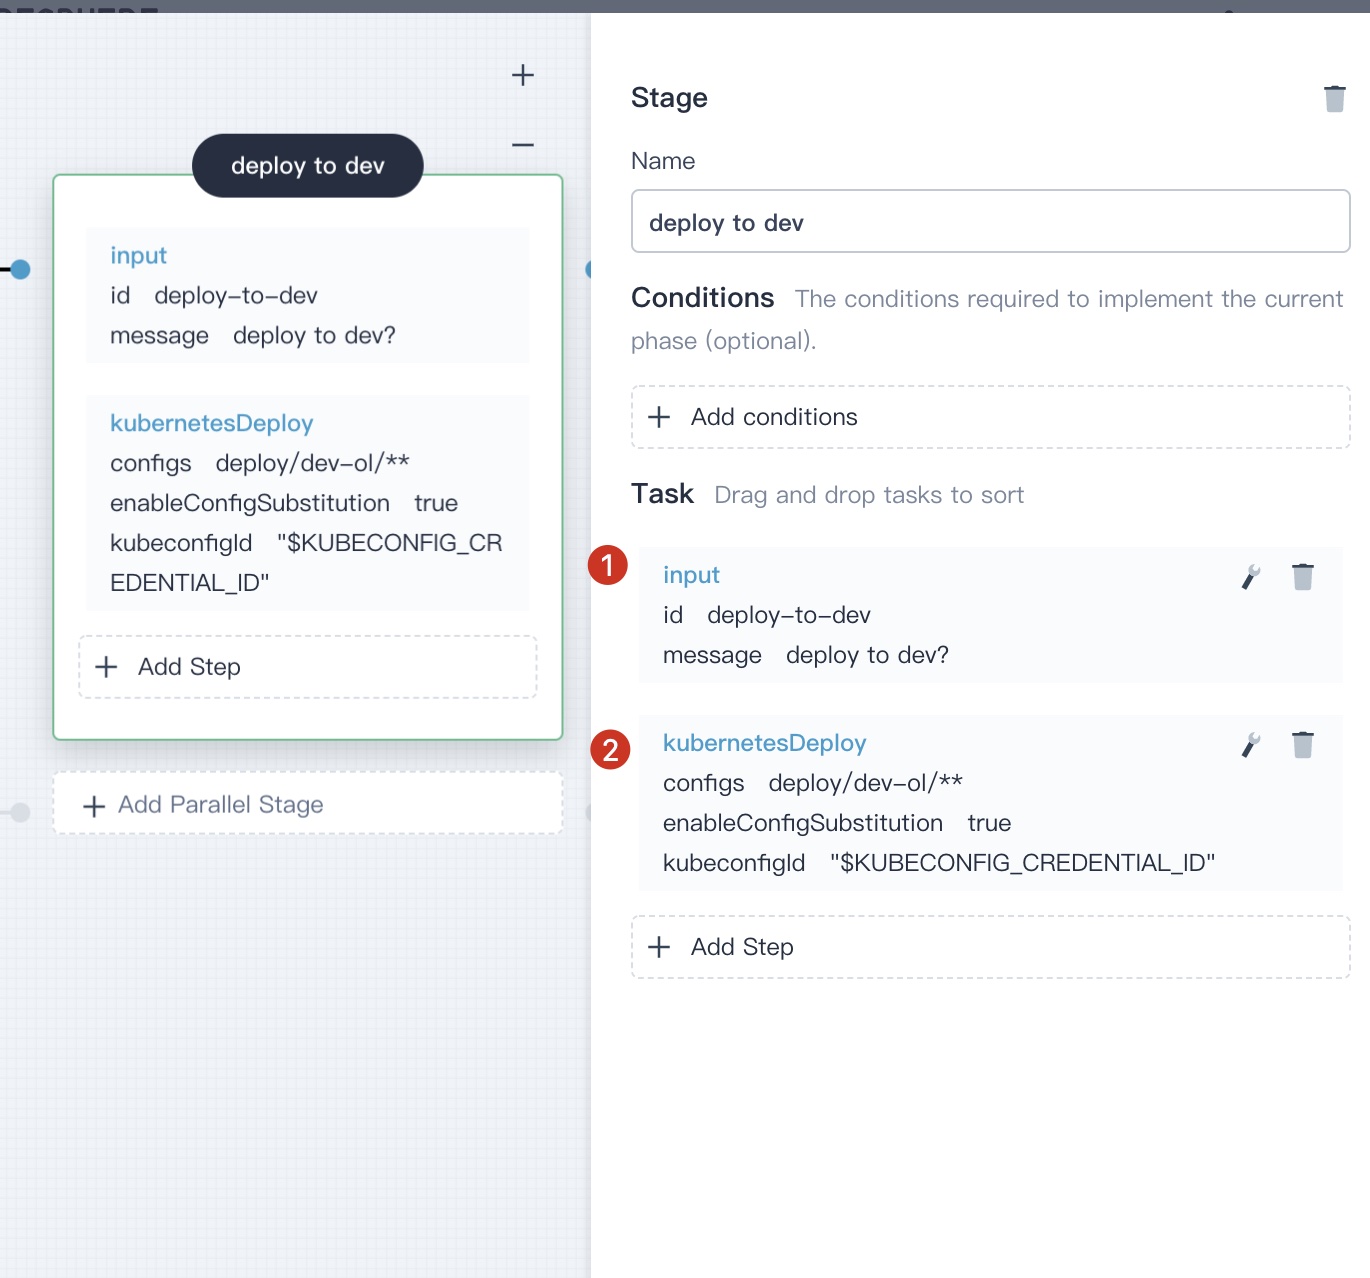 deploy to dev
input
id deploy-to-dev
message deploy to dev?
kubernetesDeploy
configs deploy/dev-ol/**
enableConfigSubstitution true
kubeconfigId "$KUBECONFIG_CR
EDENTIAL_ID"
+ Add Step
+ Add Parallel Stage
Stage
Name
deploy to dev
Conditions The conditions required to implement the current
phase (optional).
+ Add conditions
Task Drag and drop tasks to sort
1
input
id deploy-to-dev
message deploy to dev?
2
kubernetesDeploy
configs deploy/dev-ol/**
enableConfigSubstitution true
kubeconfigId "$KUBECONFIG_CREDENTIAL_ID"
+ Add Step